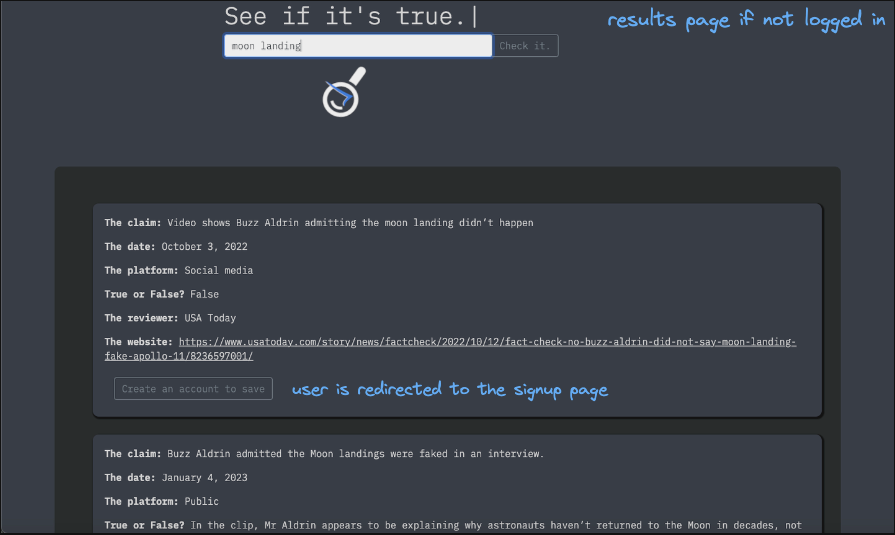 See if it's true.|
results page if not logged in
moon landing
Check it.
The claim: Video shows Buzz Aldrin admitting the moon landing didn’t happen
The date: October 3, 2022
The platform: Social media
True or False? False
The reviewer: USA Today
The website: https://www.usatoday.com/story/news/factcheck/2022/10/12/fact-check-no-buzz-aldrin-did-not-say-moon-landing-
fake-apollo-11/8236597001/
Create an account to save
user is redirected to the signup page
The claim: Buzz Aldrin admitted the Moon landings were faked in an interview.
The date: January 4, 2023
The platform: Public
True or False? In the clip, Mr Aldrin appears to be explaining why astronauts haven’t returned to the Moon in decades, not